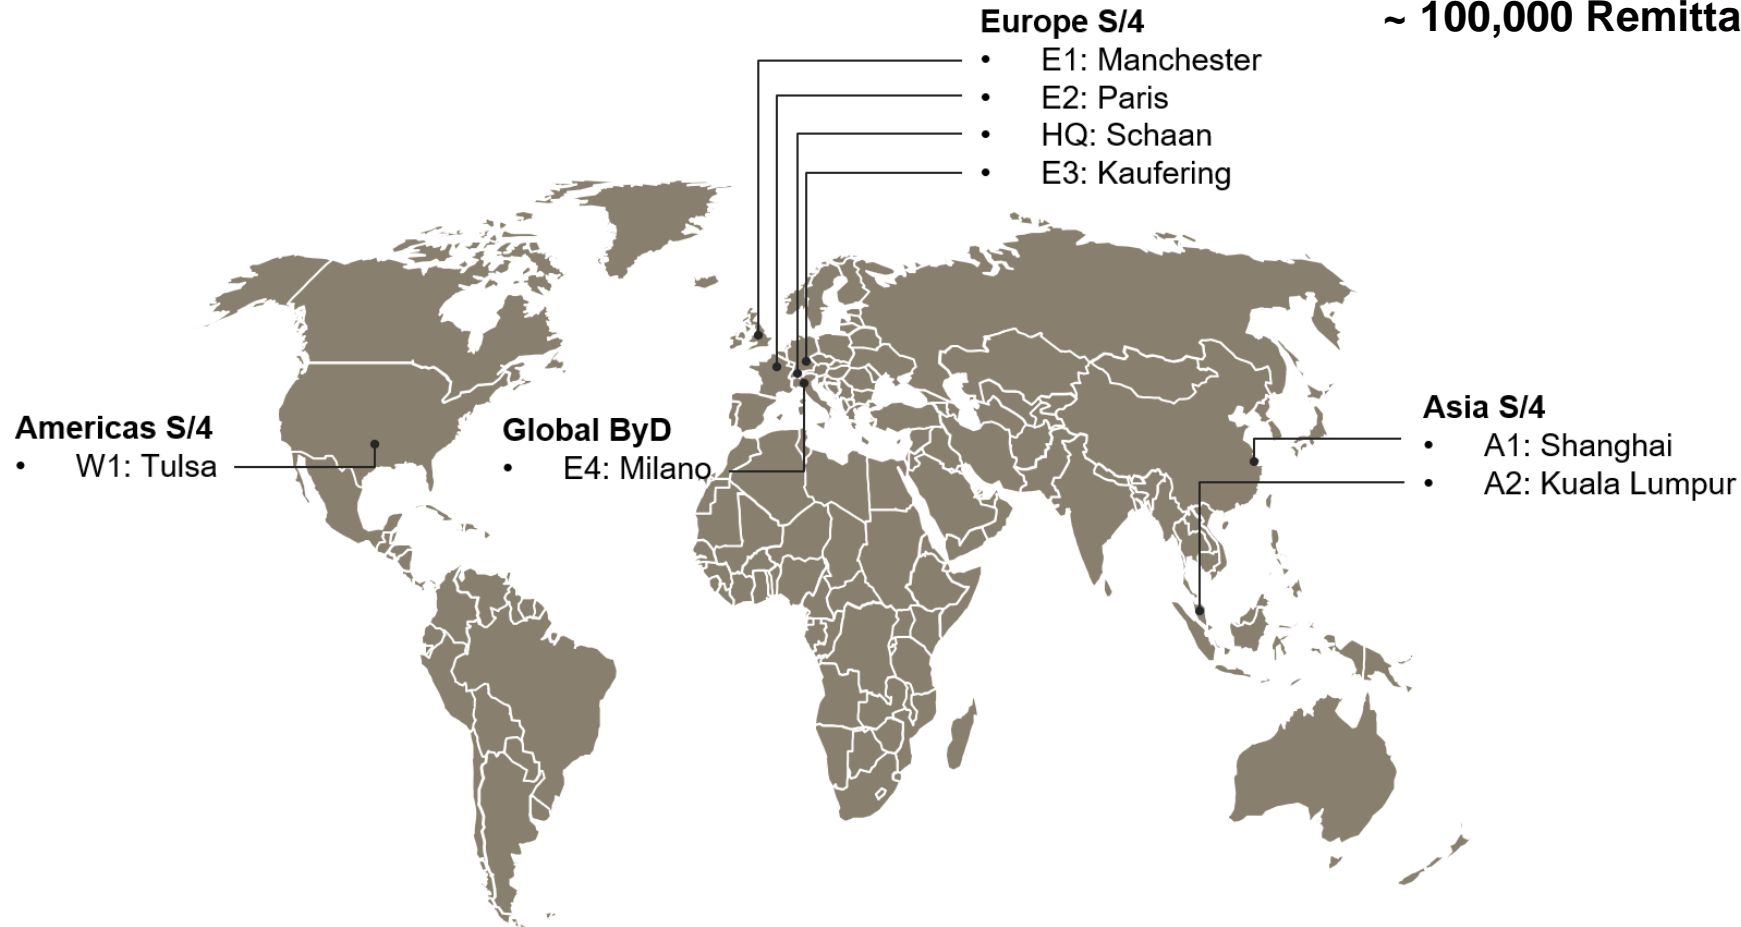 Europe S/4
• E1: Manchester
• E2: Paris
• HQ: Schaan
• E3: Kaufering
~ 100,000 Remitta
Americas S/4
• W1: Tulsa
Global ByD
• E4: Milano
Asia S/4
• A1: Shanghai
• A2: Kuala Lumpur